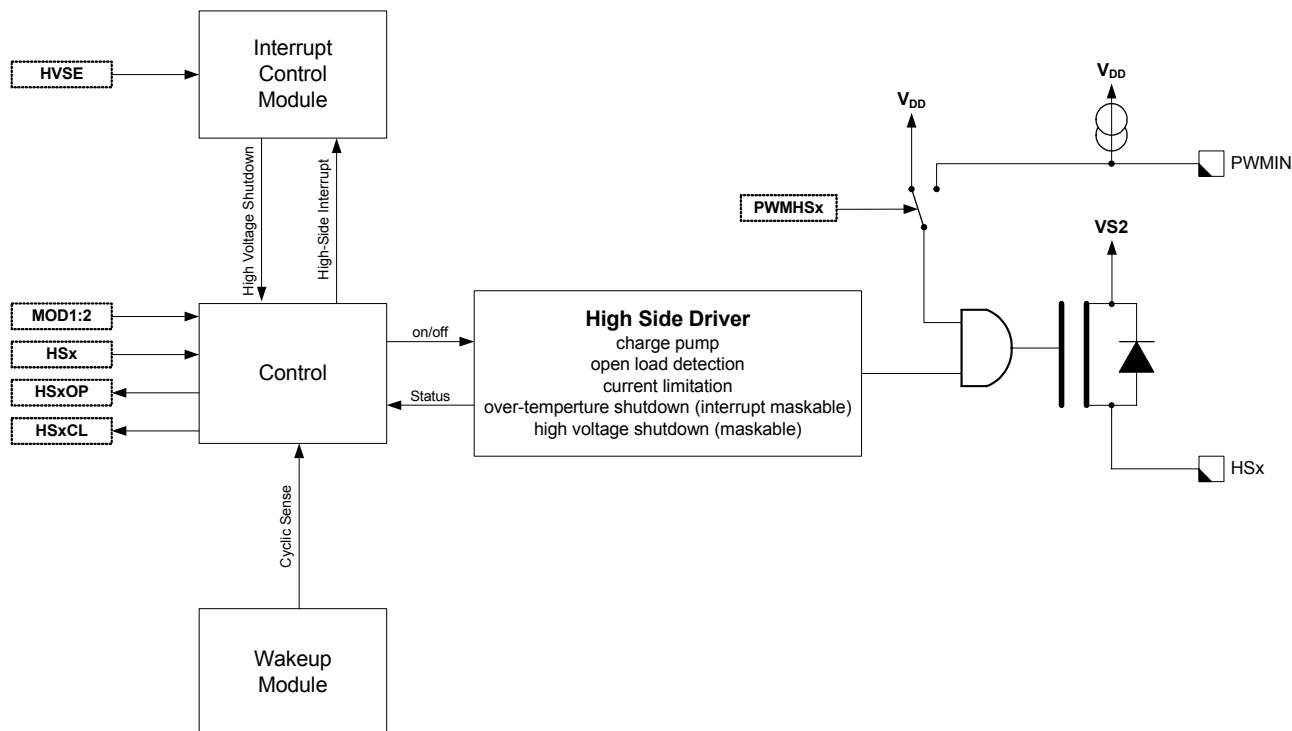 Interrupt
Control
Module
HVSE
High Voltage Shutdown
High-Side Interrupt
VDD
VDD
PWMIN
PWMHSx
VS2
MOD1:2
HSx
HSxOP
HSxCL
Control
on/off
Status
High Side Driver
charge pump
open load detection
current limitation
over-temperture shutdown (interrupt maskable)
high voltage shutdown (maskable)
HSx
Cyclic Sense
Wakeup
Module